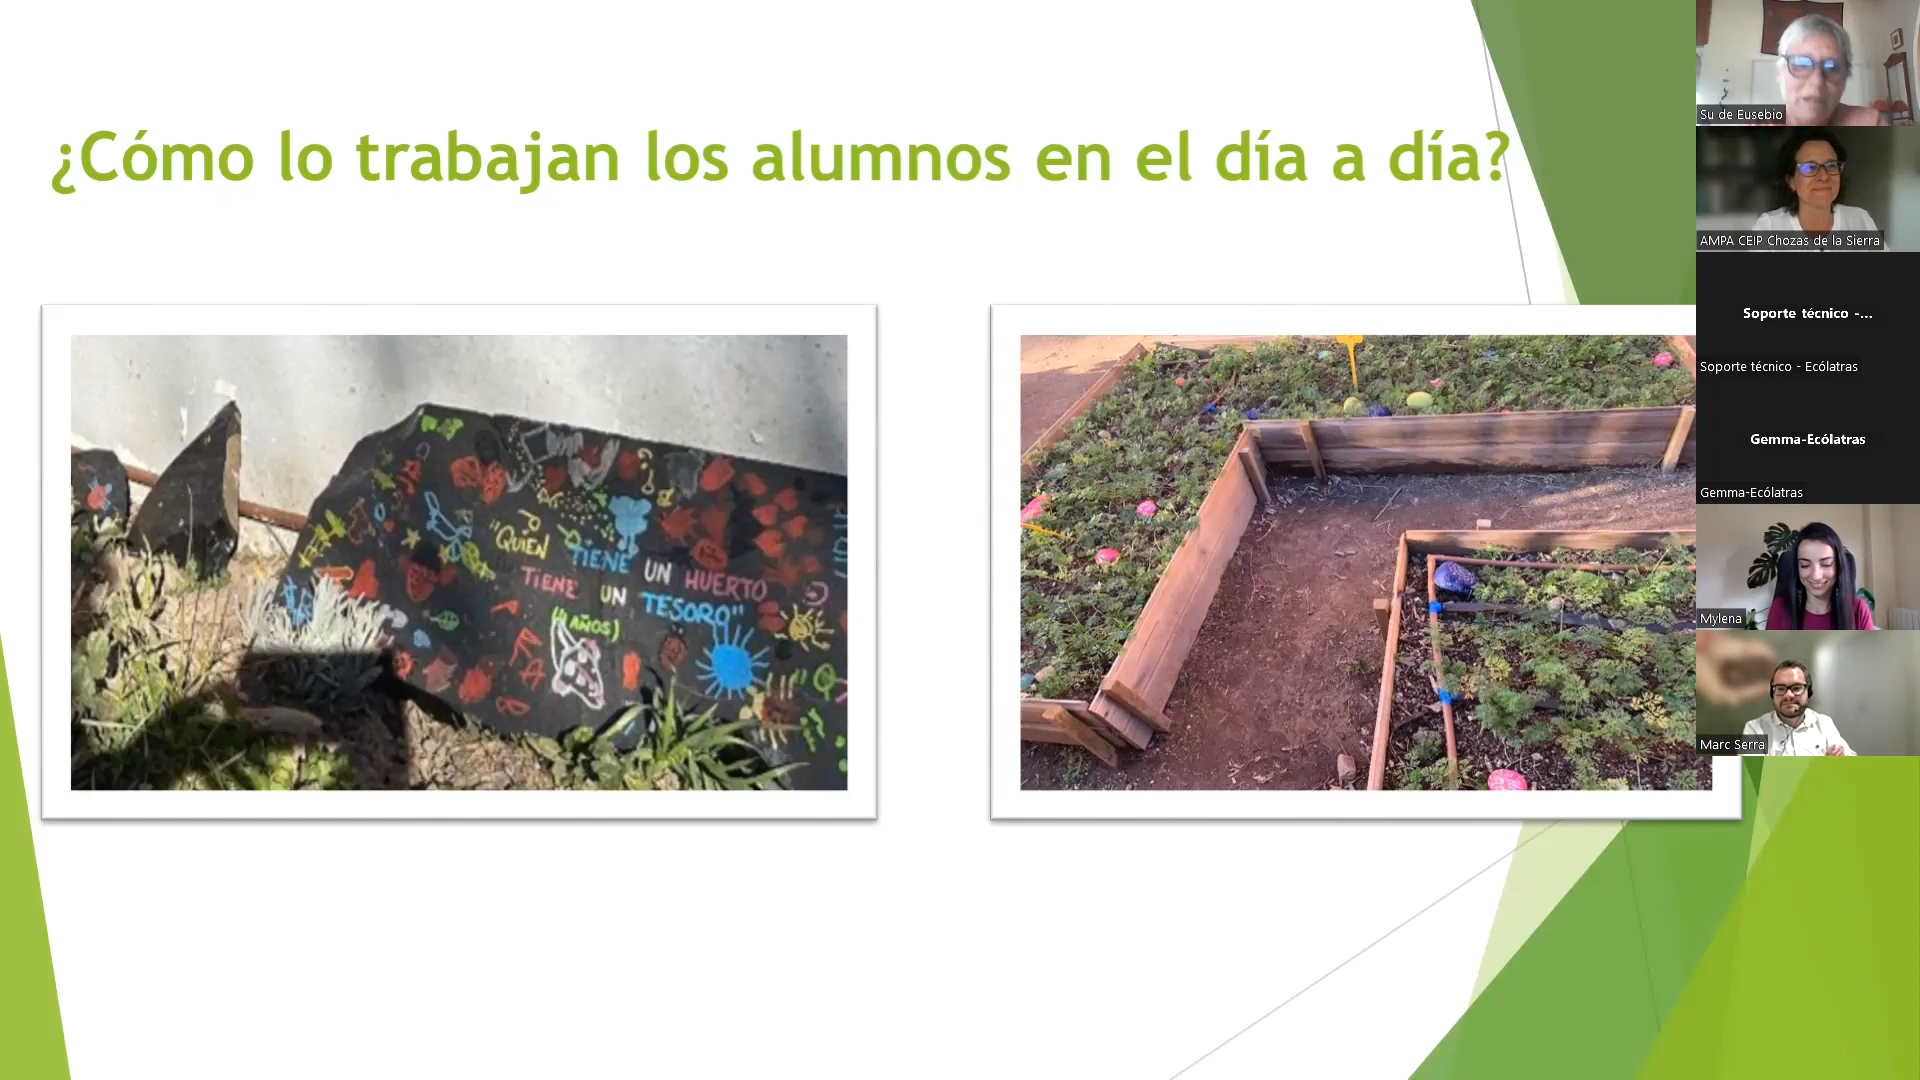 ¿Cómo lo trabajan los alumnos en el día a día?
"QUIEN TIENE UN HUERTO
TIENE UN TESORO"
(4 AÑOS)
Su de Eusebio
AMPA CEIP Chozas de la Sierra
Soporte técnico -...
Soporte técnico - Ecólatras
Gemma-Ecólatras
Gemma-Ecólatras
Mylena
Marc Serra